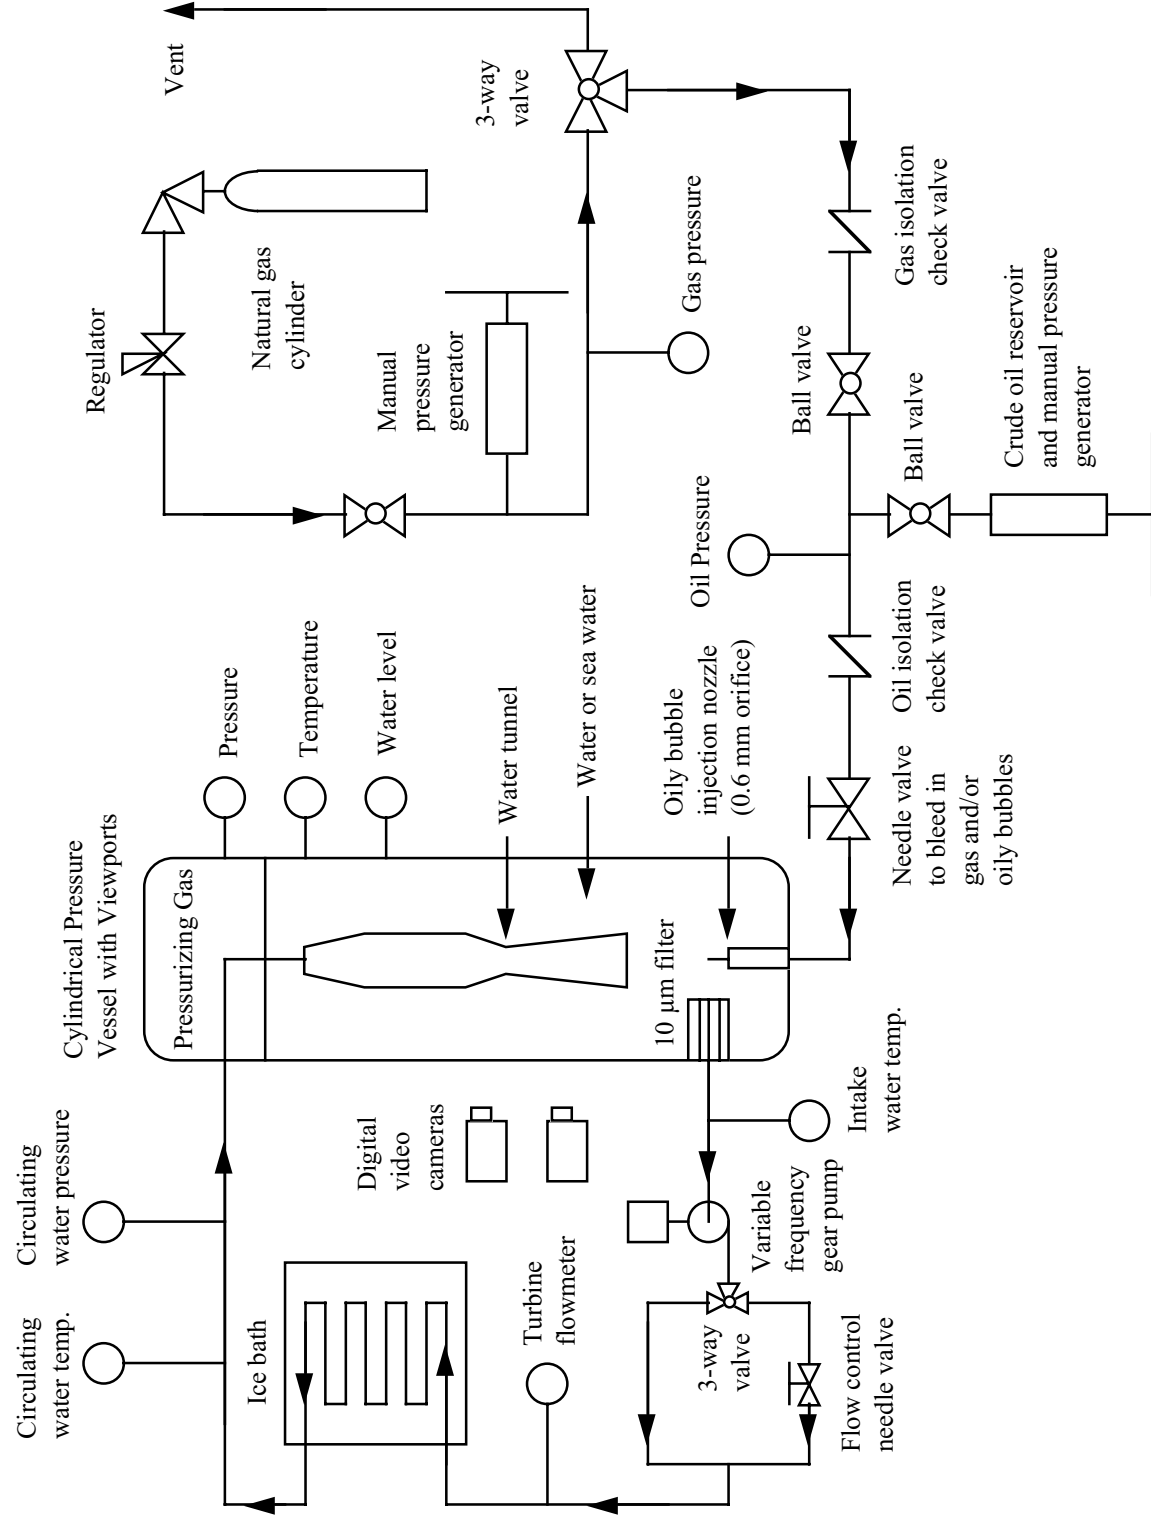 Circulating
water temp.
Circulating
water pressure
Cylindrical Pressure
Vessel with Viewports
Regulator
Vent
Ice bath
Pressurizing Gas
Pressure
Temperature
Water level
Natural gas
cylinder
Digital
video
cameras
Manual
pressure
generator
3-way
valve
Turbine
flowmeter
Water tunnel
Water or sea water
10 µm filter
Oily bubble
injection nozzle
(0.6 mm orifice)
Oil Pressure
Gas pressure
3-way
valve
Variable
frequency
gear pump
Ball valve
Flow control
needle valve
Intake
water temp.
Needle valve
to bleed in
gas and/or
oily bubbles
Oil isolation
check valve
Ball valve
Gas isolation
check valve
Crude oil reservoir
and manual pressure
generator